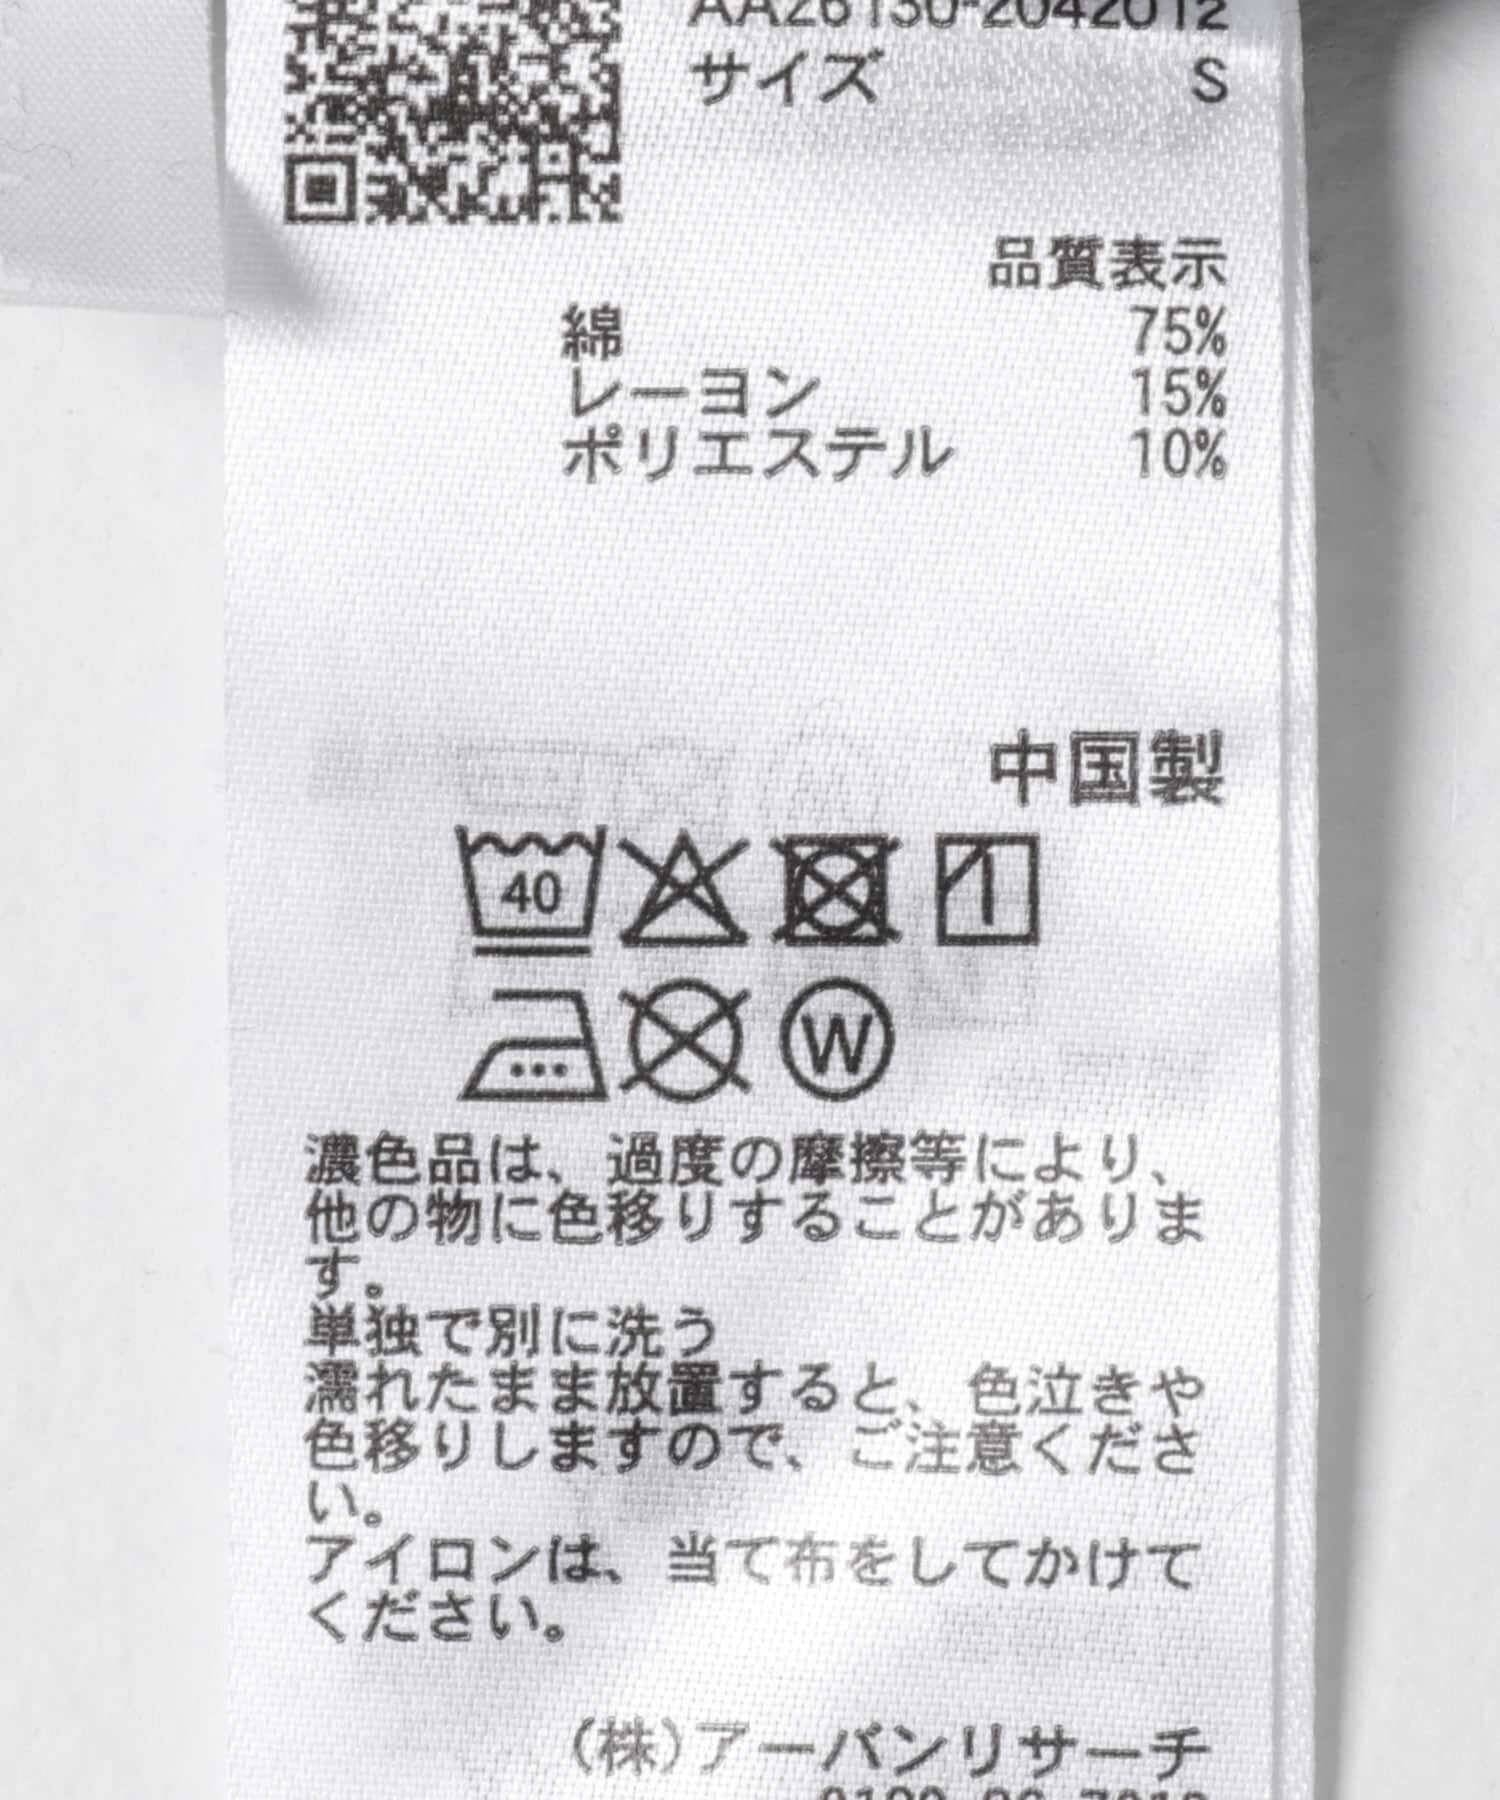 AA26130-2042012
サイズ S
品質表示
綿 75%
レーヨン 15%
ポリエステル 10%
中国製
40
W
濃色品は、過度の摩擦等により、
他の物に色移りすることがありま
す。
単独で別に洗う
濡れたまま放置すると、色泣きや
色移りしますので、ご注意くださ
い。
アイロンは、当て布をしてかけて
ください。
(株)アーバンリサーチ